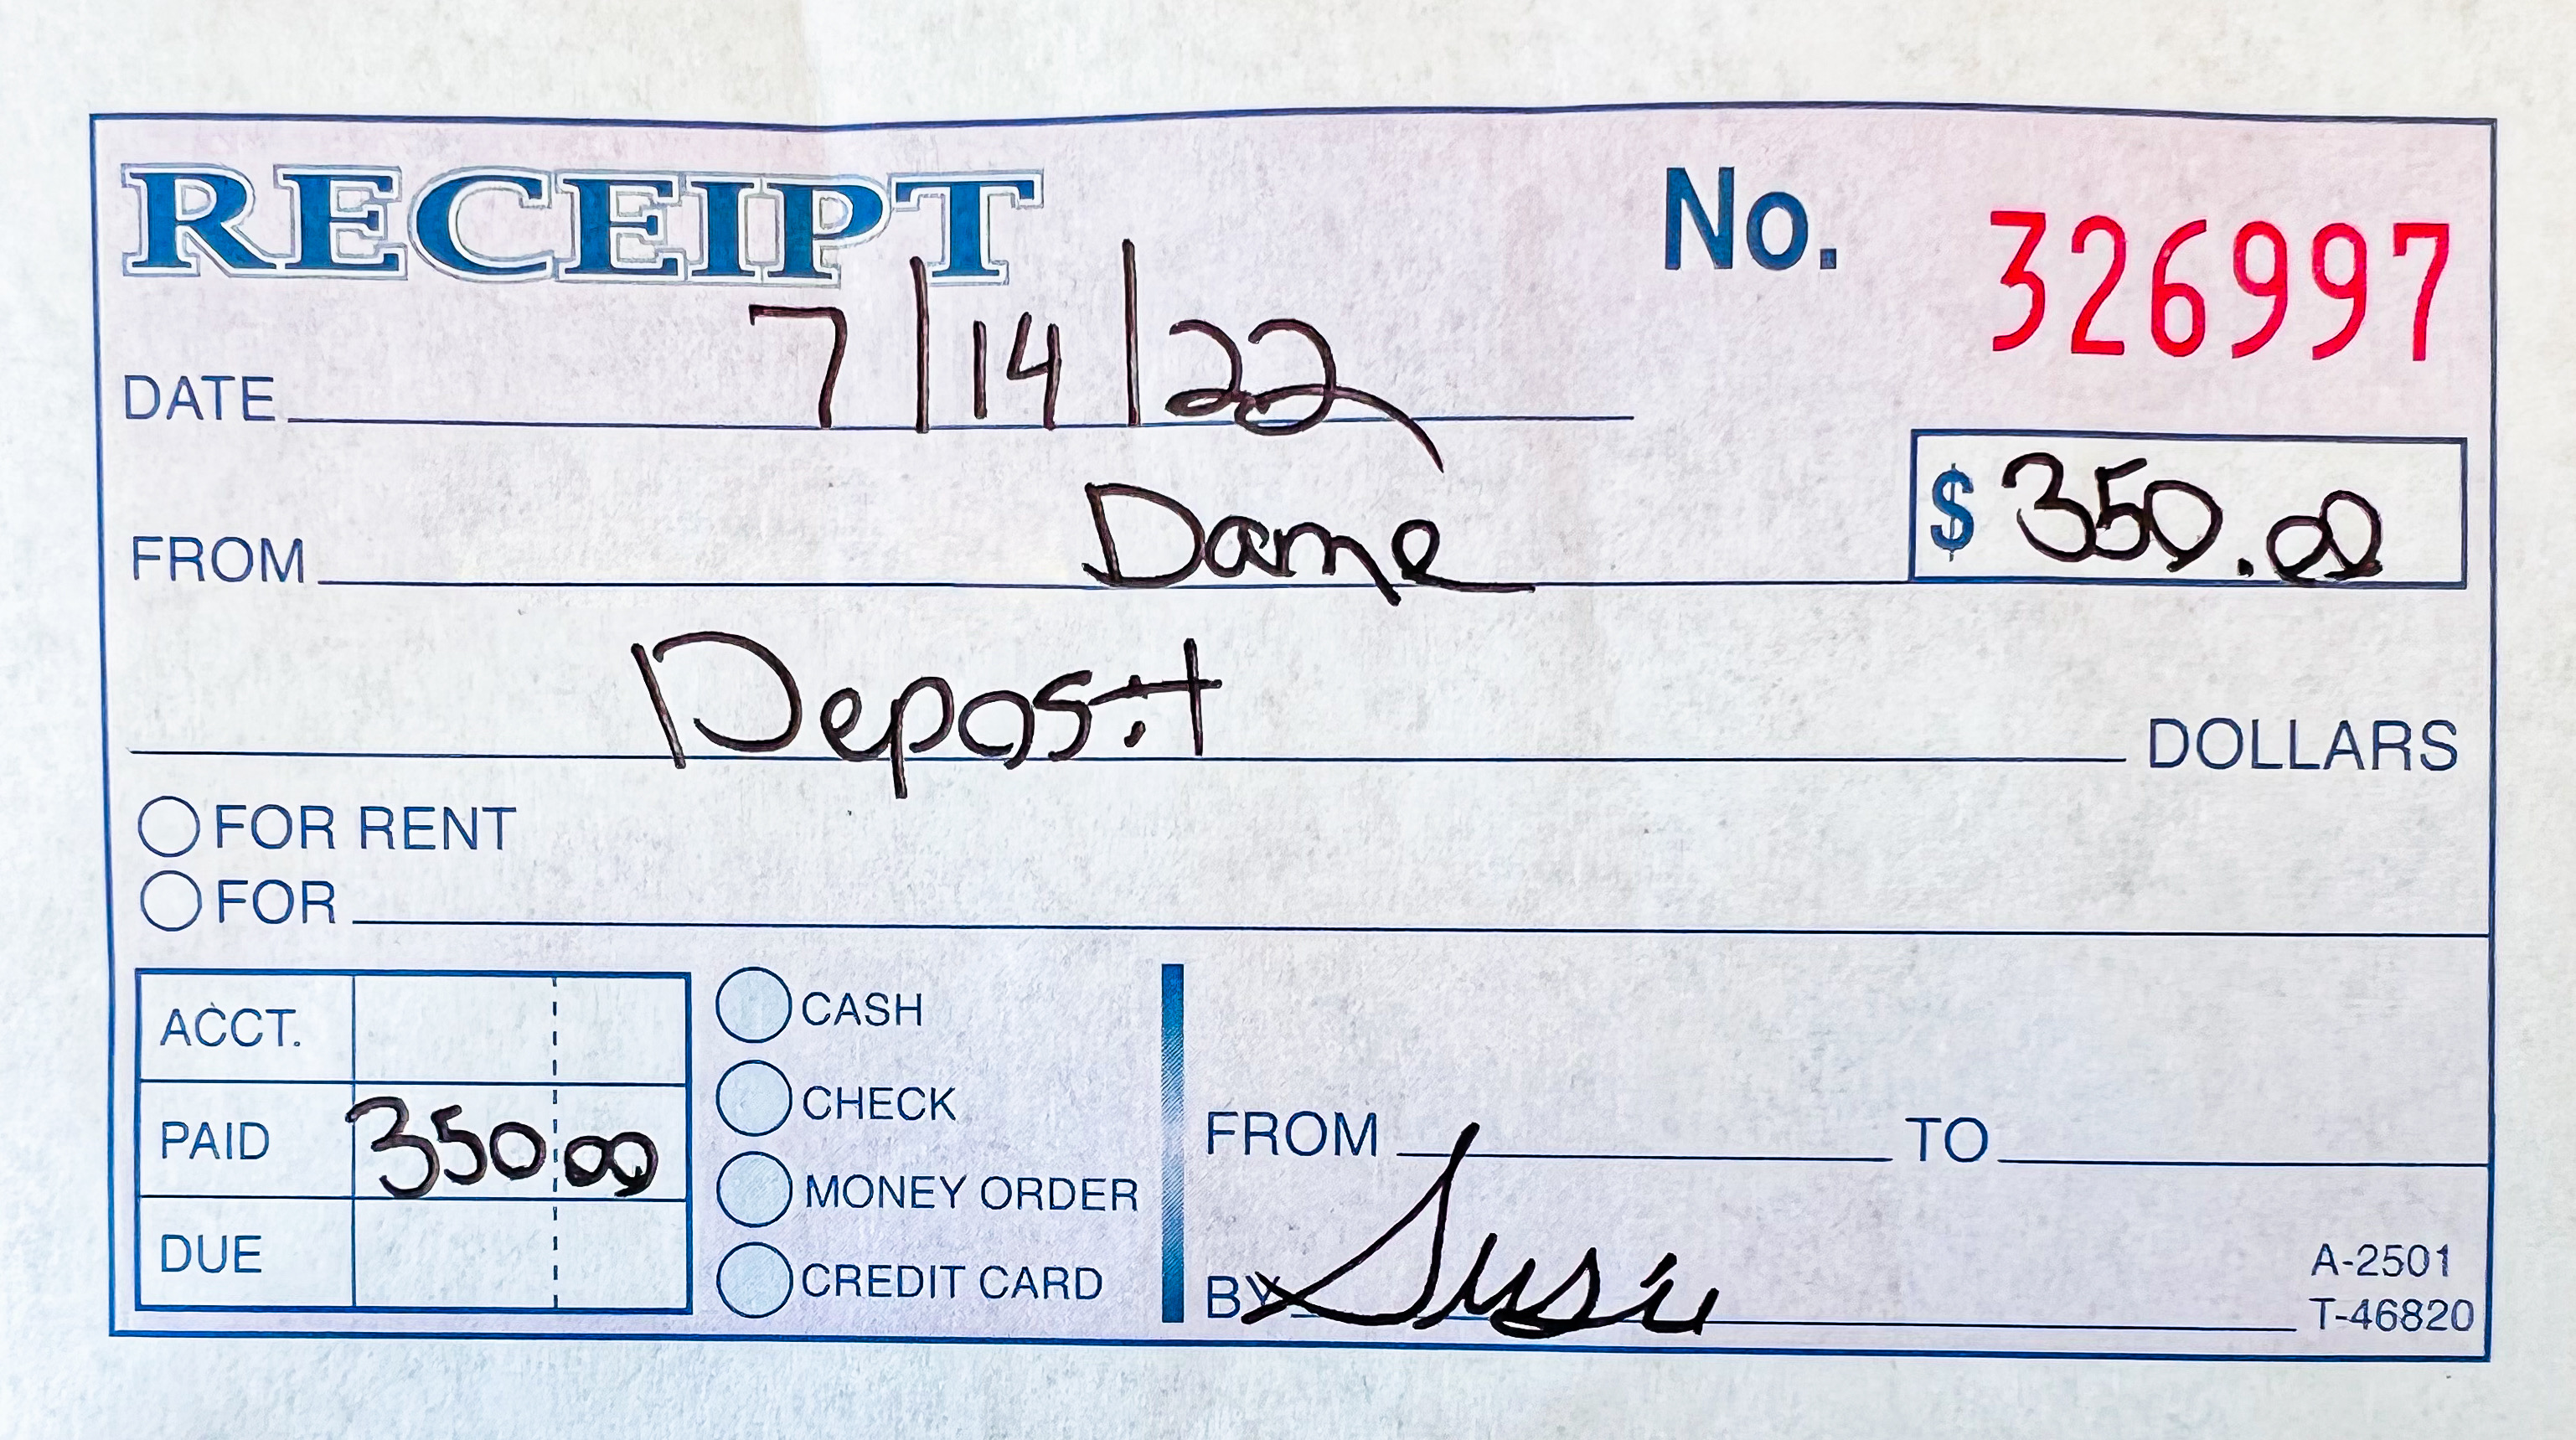 RECEIPT No. 326997
DATE 7/14/22
FROM Dame $ 350.00
Deposit DOLLARS
FOR RENT
FOR
ACCT.
PAID 350 00
DUE
CASH
CHECK
MONEY ORDER
CREDIT CARD
FROM TO
BY Susie
A-2501
T-46820